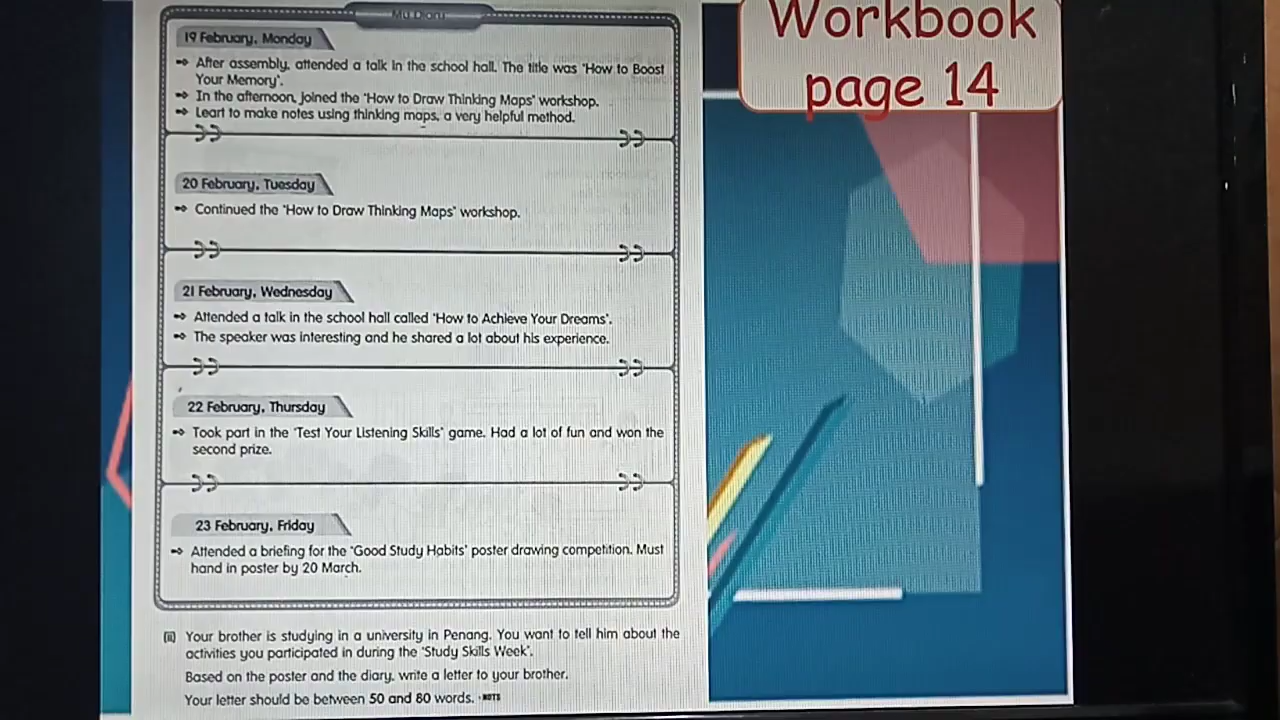 My Diary
19 February, Monday
After assembly, attended a talk in the school hall. The title was 'How to Boost
Your Memory'.
In the afternoon, joined the 'How to Draw Thinking Maps' workshop.
Leart to make notes using thinking maps, a very helpful method.
20 February, Tuesday
Continued the 'How to Draw Thinking Maps' workshop.
21 February, Wednesday
Attended a talk in the school hall called 'How to Achieve Your Dreams'.
The speaker was interesting and he shared a lot about his experience.
22 February, Thursday
Took part in the 'Test Your Listening Skills' game. Had a lot of fun and won the
second prize.
23 February, Friday
Attended a briefing for the 'Good Study Habits' poster drawing competition. Must
hand in poster by 20 March.
(ii) Your brother is studying in a university in Penang. You want to tell him about the
activities you participated in during the 'Study Skills Week'.
Based on the poster and the diary, write a letter to your brother.
Your letter should be between 50 and 80 words. • NOTE
Workbook
page 14